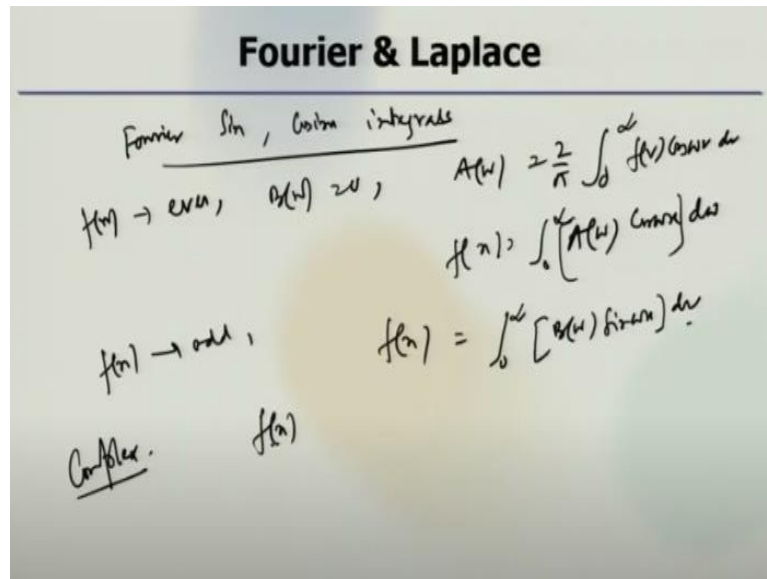 Fourier & Laplace
Fourier Sin, Cosine integrals
f(x) → even, B(w) = 0, A(w) = 2/π ∫₀^∞ f(v) cos wv dv
f(x) = ∫₀^∞ [A(w) cos wx] dw
f(x) → odd, f(x) = ∫₀^∞ [B(w) sin wx] dw
Complex. f(x)